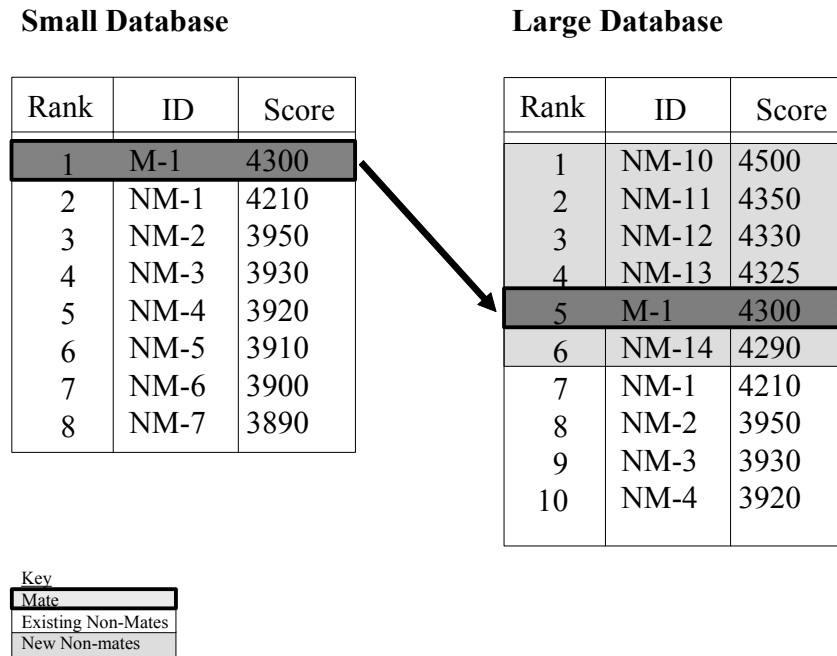 Small Database
Rank ID Score
1 M-1 4300
2 NM-1 4210
3 NM-2 3950
4 NM-3 3930
5 NM-4 3920
6 NM-5 3910
7 NM-6 3900
8 NM-7 3890
Large Database
Rank ID Score
1 NM-10 4500
2 NM-11 4350
3 NM-12 4330
4 NM-13 4325
5 M-1 4300
6 NM-14 4290
7 NM-1 4210
8 NM-2 3950
9 NM-3 3930
10 NM-4 3920
Key
Mate
Existing Non-Mates
New Non-mates